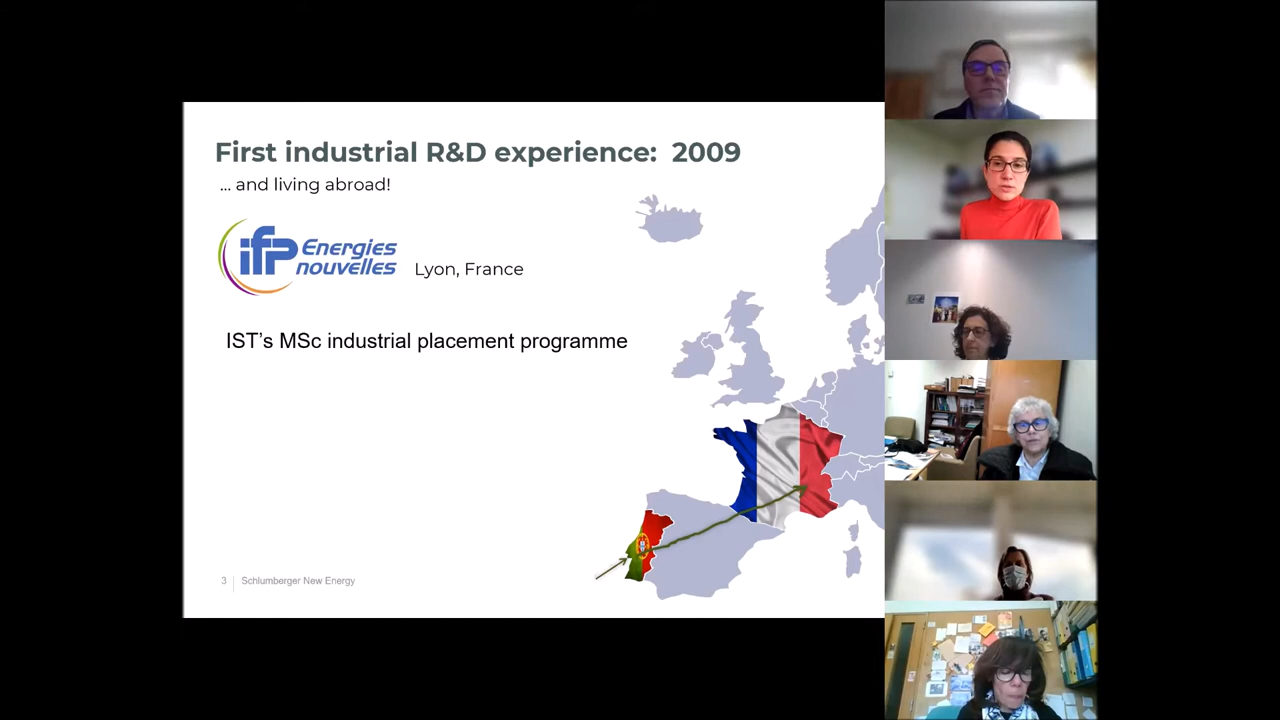 First industrial R&D experience: 2009
... and living abroad!
ifp Energies
nouvelles
Lyon, France
IST's MSc industrial placement programme
3 Schlumberger New Energy